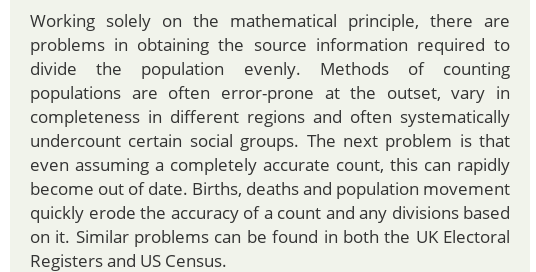 Working solely on the mathematical principle, there are
problems in obtaining the source information required to
divide the population evenly. Methods of counting
populations are often error-prone at the outset, vary in
completeness in different regions and often systematically
undercount certain social groups. The next problem is that
even assuming a completely accurate count, this can rapidly
become out of date. Births, deaths and population movement
quickly erode the accuracy of a count and any divisions based
on it. Similar problems can be found in both the UK Electoral
Registers and US Census.